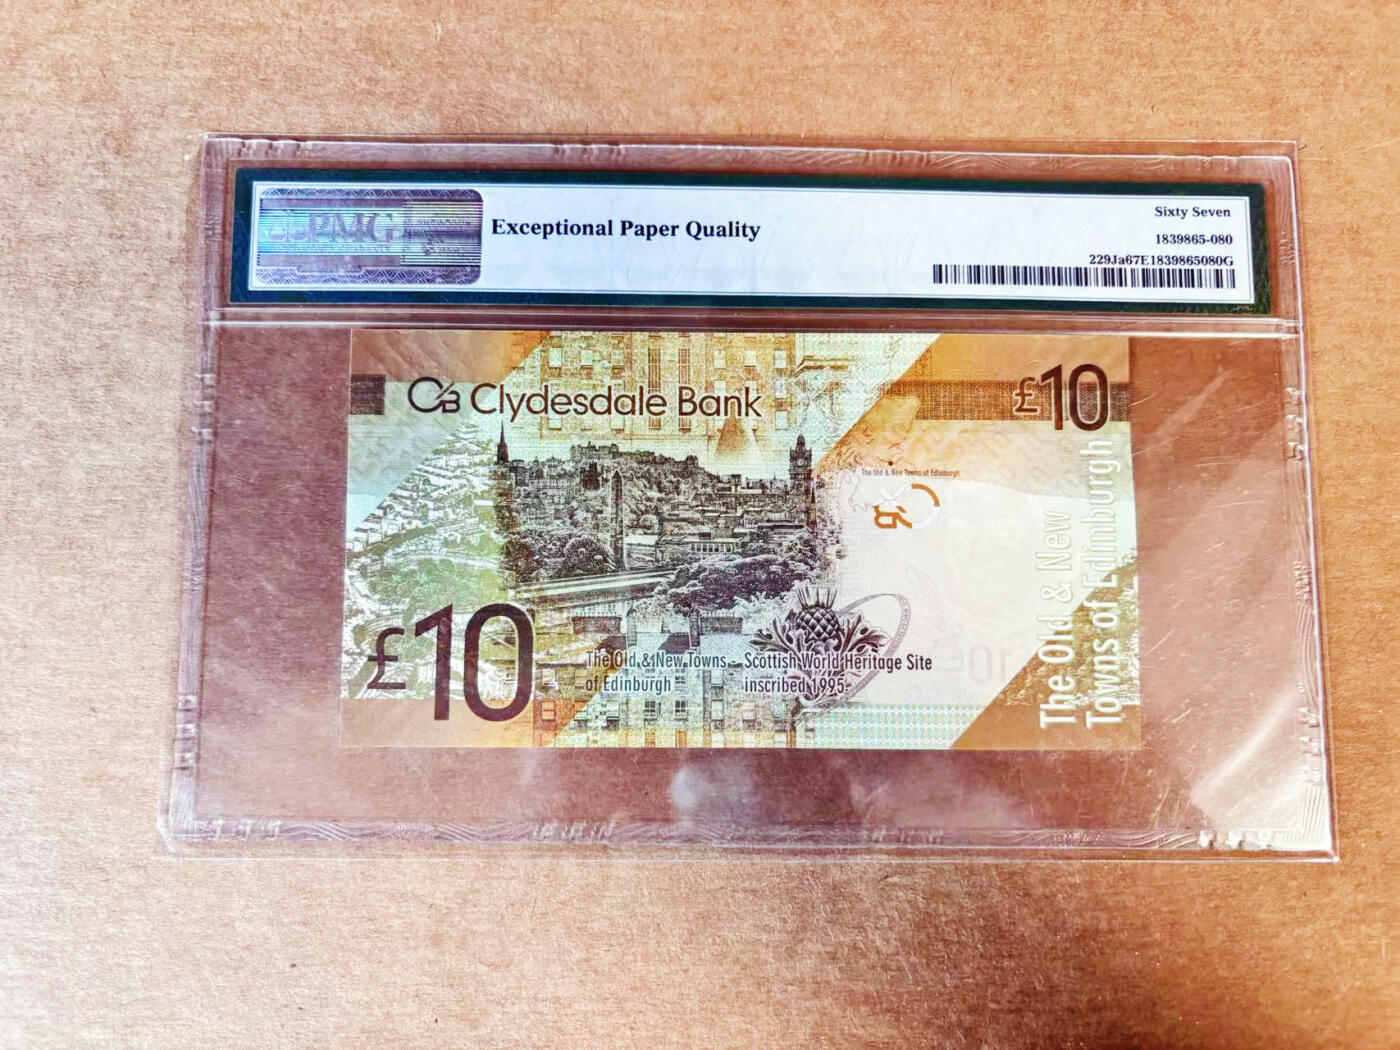 PMG
Exceptional Paper Quality
Sixty Seven
1839865-080
229Ja67E1839865080G
CB Clydesdale Bank
£10
The Old & New Towns of Edinburgh
£10
The Old & New Towns - Scottish World Heritage Site
of Edinburgh inscribed 1995
The Old & New
Towns of Edinburgh